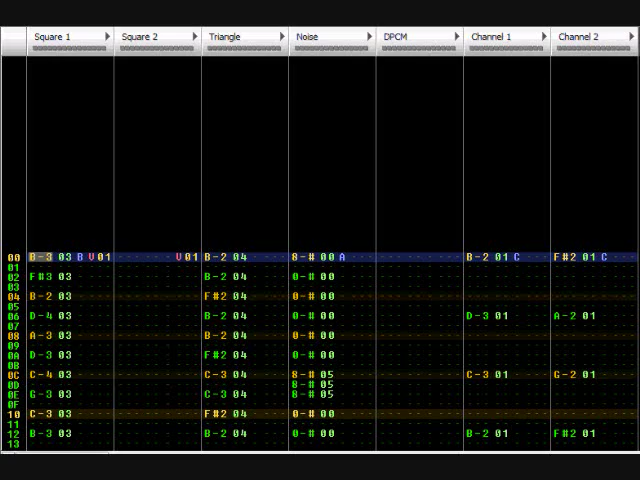 Square 1 Square 2 Triangle Noise DPCM Channel 1 Channel 2
00 B-3 03 B V01 V01 B-2 04 8-# 00 A B-2 01 C F#2 01 C
01
02 F#3 03 B-2 04 0-# 00
03
04 B-2 03 F#2 04 0-# 00
05
06 D-4 03 B-2 04 0-# 00 D-3 01 A-2 01
07
08 A-3 03 B-2 04 0-# 00
09
0A D-3 03 F#2 04 0-# 00
0B
0C C-4 03 C-3 04 8-# 05 C-3 01 G-2 01
0D 8-# 05
0E G-3 03 C-3 04 8-# 05
0F
10 C-3 03 F#2 04 0-# 00
11
12 B-3 03 B-2 04 0-# 00 B-2 01 F#2 01
13